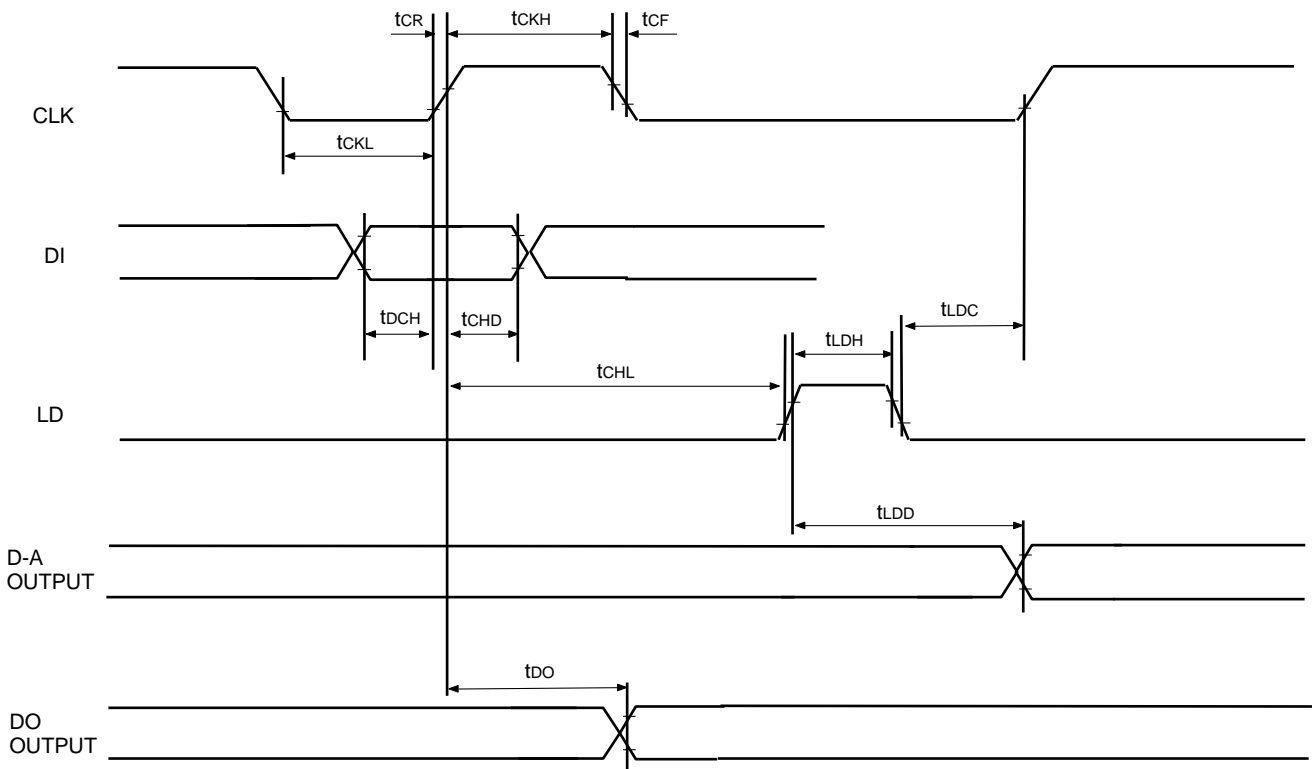 tCR
tCKH
tCF
CLK
tCKL
DI
tDCH
tCHD
tLDC
tLDH
tCHL
LD
tLDD
D-A
OUTPUT
tDO
DO
OUTPUT